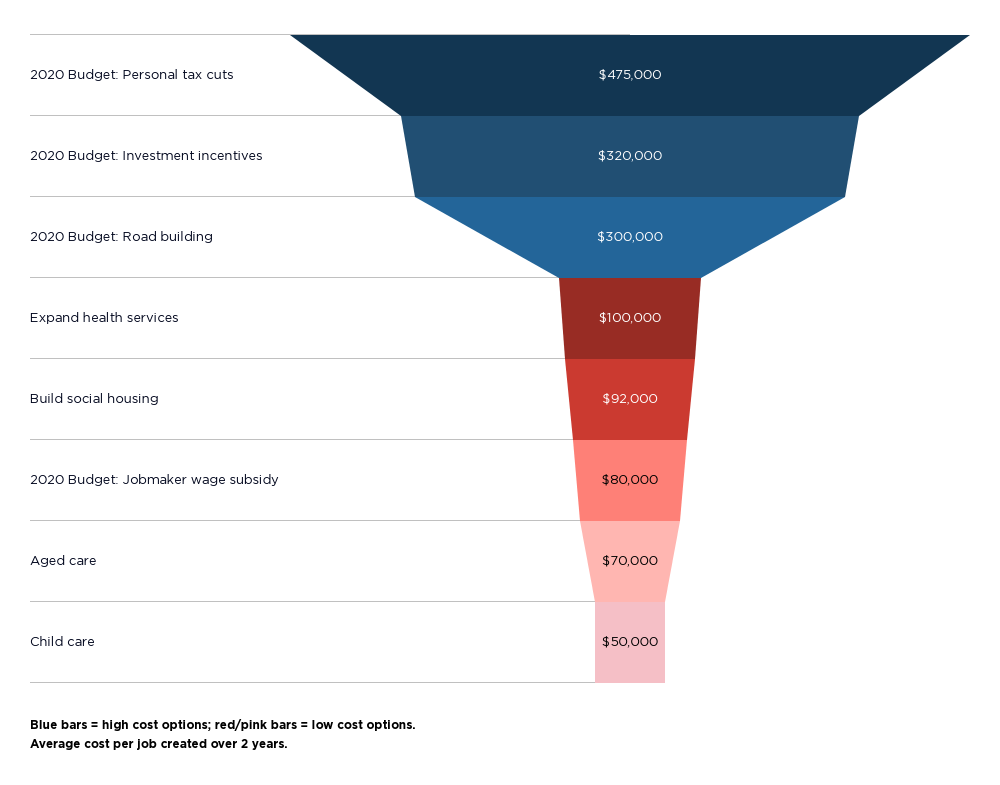 2020 Budget: Personal tax cuts $475,000
2020 Budget: Investment incentives $320,000
2020 Budget: Road building $300,000
Expand health services $100,000
Build social housing $92,000
2020 Budget: Jobmaker wage subsidy $80,000
Aged care $70,000
Child care $50,000
Blue bars = high cost options; red/pink bars = low cost options.
Average cost per job created over 2 years.